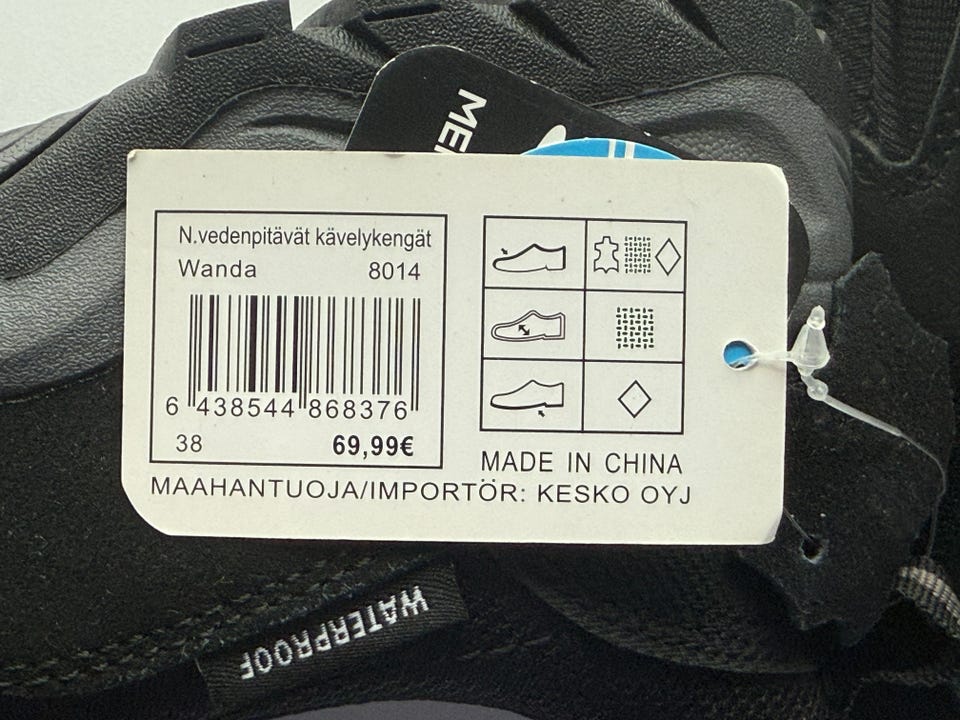 N.vedenpitävät kävelykengät
Wanda 8014
6 438544 868376
38 69,99€
MADE IN CHINA
MAAHANTUOJA/IMPORTÖR: KESKO OYJ
WATERPROOF